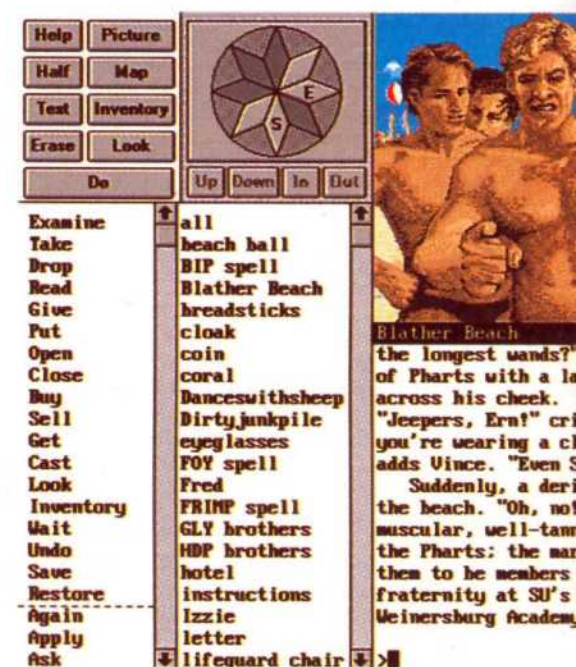 Help Picture
Half Map
Text Inventory
Erase Look
Do
E
S
Up Down In Out
Examine
Take
Drop
Read
Give
Put
Open
Close
Buy
Sell
Get
Cast
Look
Inventory
Wait
Undo
Save
Restore
Again
Apply
Ask
all
beach ball
BIP spell
Blather Beach
breadsticks
cloak
coin
coral
Danceswithsheep
Dirtyjunkpile
eyeglasses
FOY spell
Fred
FRIMP spell
GLY brothers
HDP brothers
hotel
instructions
Izzie
letter
lifeguard chair
Blather Beach
the longest wands?"
of Pharts with a la
across his cheek.
"Jeepers, Ern!" cri
you're wearing a cl
adds Vince. "Even S
Suddenly, a deri
the beach. "Oh, no!
muscular, well-tann
the Pharts; the mar
them to be members
fraternity at SU's
Weinersburg Academy
>